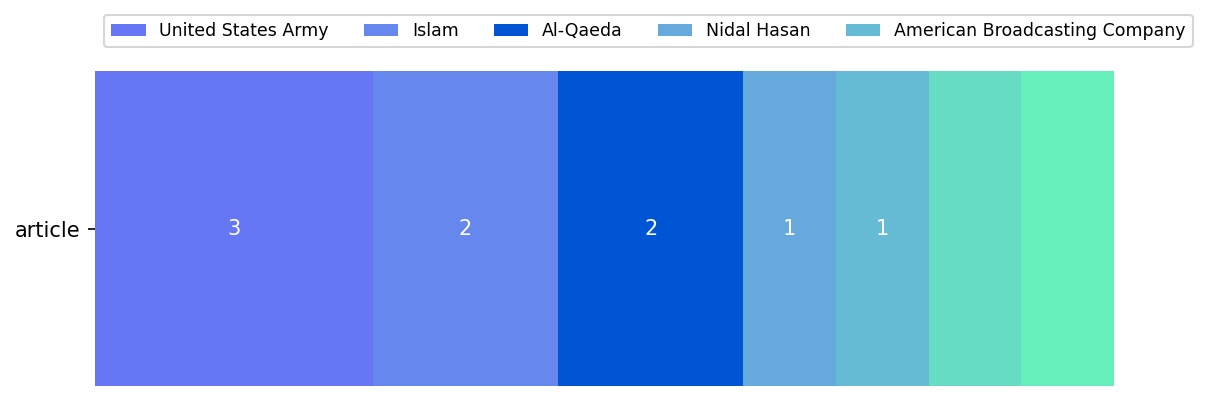 United States Army Islam Al-Qaeda Nidal Hasan American Broadcasting Company
article 3 2 2 1 1